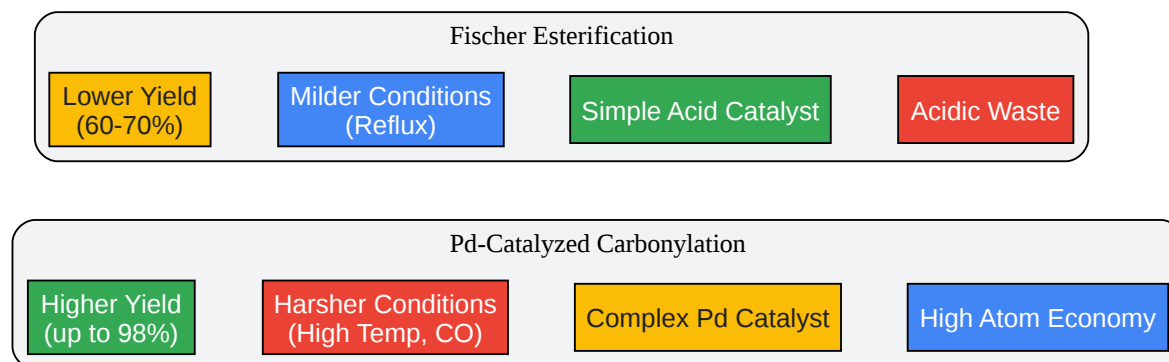 Fischer Esterification
Lower Yield
(60-70%)
Milder Conditions
(Reflux)
Simple Acid Catalyst
Acidic Waste
Pd-Catalyzed Carbonylation
Higher Yield
(up to 98%)
Harsher Conditions
(High Temp, CO)
Complex Pd Catalyst
High Atom Economy